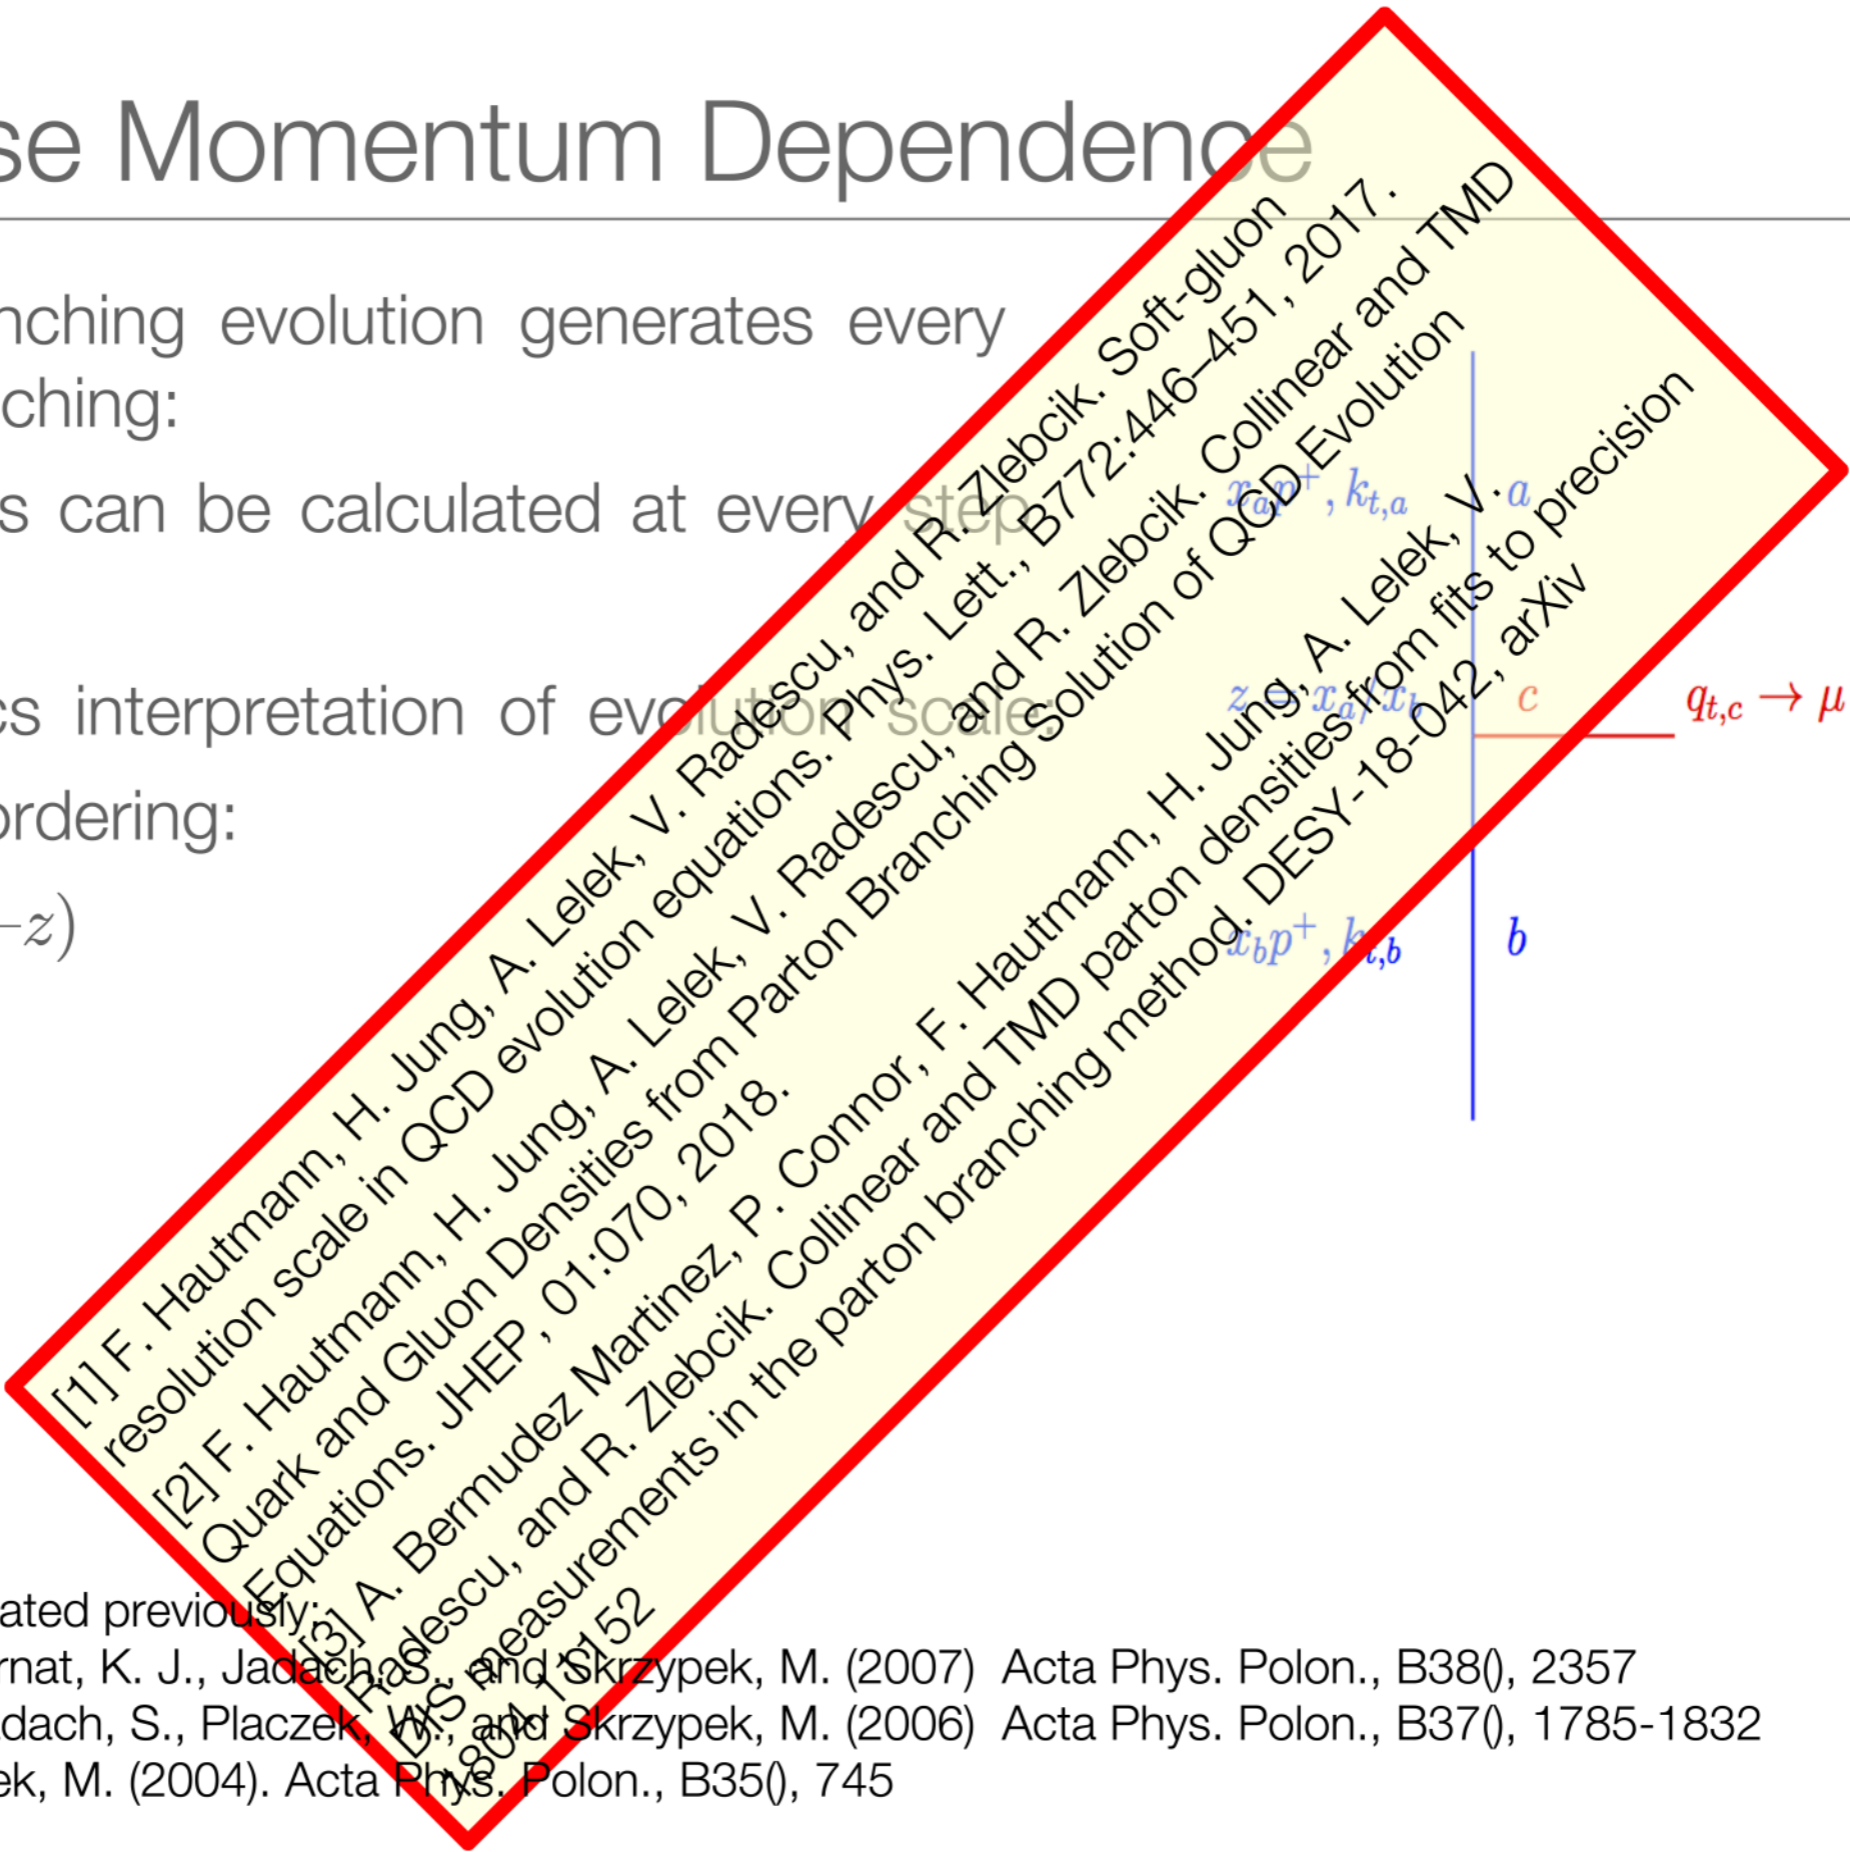 se Momentum Dependence
nching evolution generates every
ching:
s can be calculated at every step
cs interpretation of evolution scale:
ordering:
–z)
[1] F. Hautmann, H. Jung, A. Lelek, V. Radescu, and R. Zlebcik. Soft-gluon
resolution scale in QCD evolution equations. Phys. Lett., B772:446–451, 2017.
[2] F. Hautmann, H. Jung, A. Lelek, V. Radescu, and R. Zlebcik. Collinear and TMD
Quark and Gluon Densities from Parton Branching Solution of QCD Evolution
Equations. JHEP, 01:070, 2018.
[3] A. Bermudez Martinez, P. Connor, F. Hautmann, H. Jung, A. Lelek, V.
Radescu, and R. Zlebcik. Collinear and TMD parton densities from fits to precision
DIS measurements in the parton branching method. DESY-18-042, arXiv
1804.11152
x_a p^+, k_{t,a} a
z = x_a/x_b c q_{t,c} → μ
x_b p^+, k_{t,b} b
ated previously:
rnat, K. J., Jadach, S., and Skrzypek, M. (2007) Acta Phys. Polon., B38(), 2357
dach, S., Placzek, W., and Skrzypek, M. (2006) Acta Phys. Polon., B37(), 1785-1832
ek, M. (2004). Acta Phys. Polon., B35(), 745